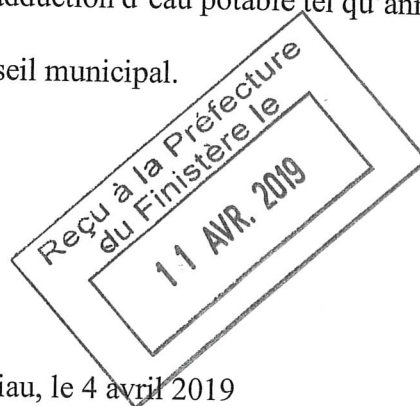 adduction d'eau potable tel qu'ann
seil municipal.
Reçu à la Préfecture
du Finistère le
11 AVR. 2019
iau, le 4 avril 2019